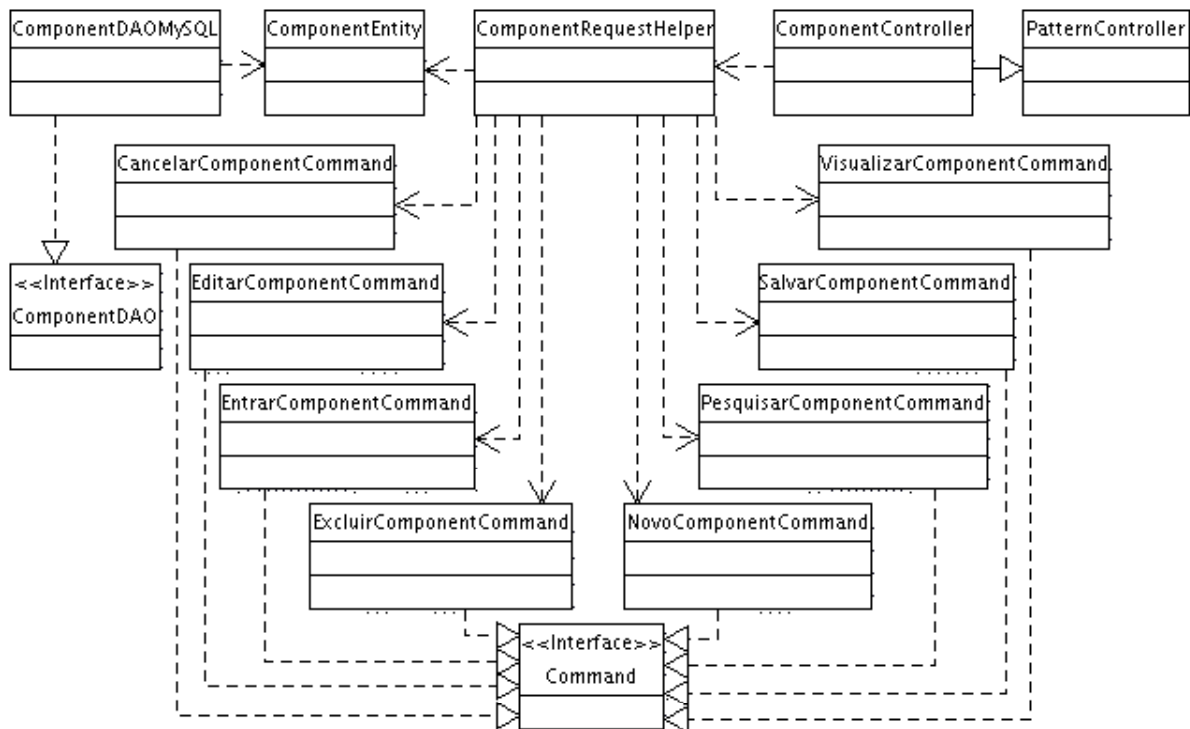 ComponentDAOMySQL
ComponentEntity
ComponentRequestHelper
ComponentController
PatternController
CancelarComponentCommand
VisualizarComponentCommand
<<Interface>>
ComponentDAO
EditarComponentCommand
SalvarComponentCommand
EntrarComponentCommand
PesquisarComponentCommand
ExcluirComponentCommand
NovoComponentCommand
<<Interface>>
Command